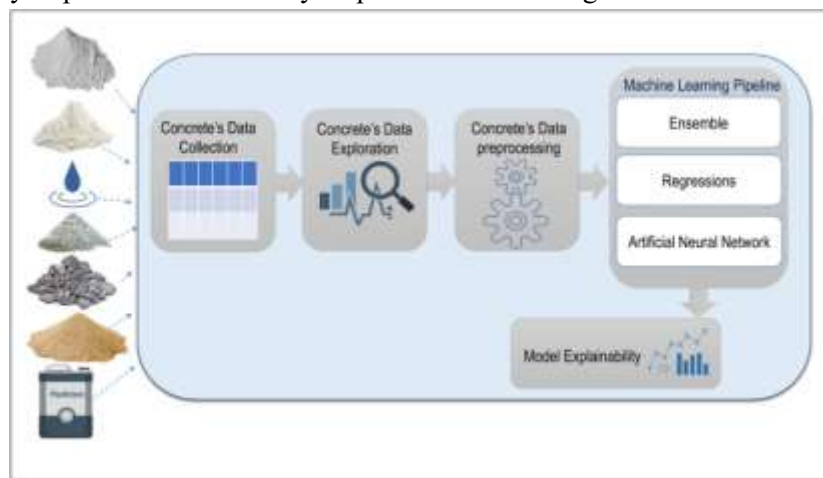 Concrete's Data
Collection
Concrete's Data
Exploration
Concrete's Data
preprocessing
Machine Learning Pipeline
Ensemble
Regressions
Artificial Neural Network
Model Explainability